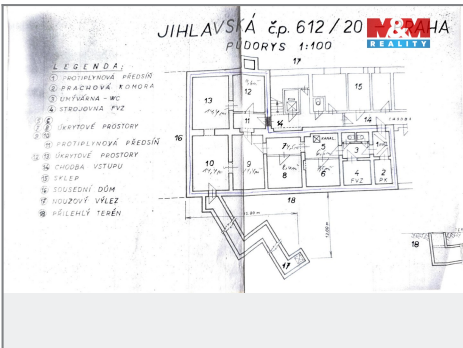 JIHLAVSKÁ č.p. 612/20 PRAHA
PŮDORYS 1:100
M&M
REALITY
LEGENDA:
1 PROTIPLYNOVÁ PŘEDSÍŇ
2 PRACHOVÁ KOMORA
3 UMÝVÁRNA - WC
4 STROJOVNA FVZ
ÚKRYTOVÉ PROSTORY
11 PROTIPLYNOVÁ PŘEDSÍŇ
12 13 ÚKRYTOVÉ PROSTORY
14 CHODBA VSTUPU
15 SKLEP
16 SOUSEDNÍ DŮM
17 NOUZOVÝ VÝLEZ
18 PŘILEHLÝ TERÉN
17
13
12
15
11
14
14
16
10
9
7
5
3
1
8
6
4
FVZ
2
PK
18
17
18